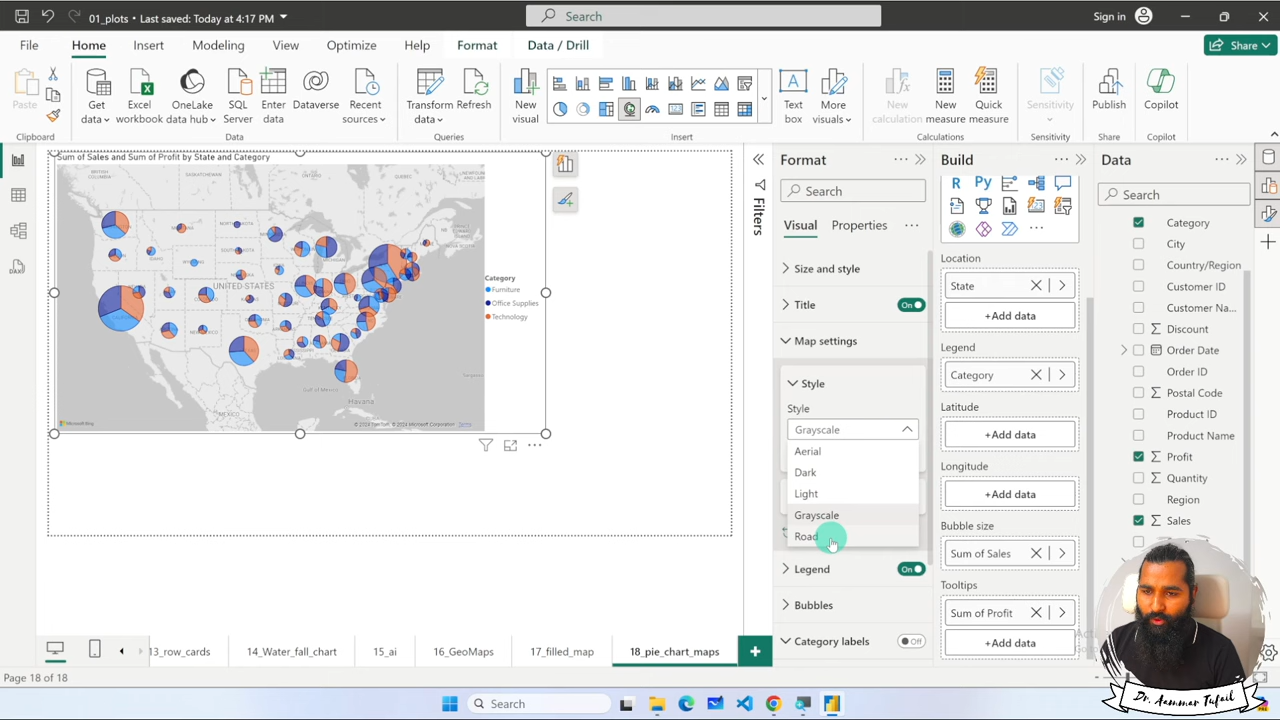 01_plots • Last saved: Today at 4:17 PM
Search
Sign in
File
Home
Insert
Modeling
View
Optimize
Help
Format
Data / Drill
Share
Paste
Get data
Excel workbook
OneLake data hub
SQL Server
Enter data
Dataverse
Recent sources
Transform data
Refresh
New visual
Text box
More visuals
New calculation
New measure
Quick measure
Sensitivity
Publish
Copilot
Clipboard
Data
Queries
Insert
Calculations
Sensitivity
Share
Copilot
Sum of Sales and Sum of Profit by State and Category
UNITED STATES
MEXICO
Gulf of Mexico
Havana
Microsoft Bing
Category
Furniture
Office Supplies
Technology
Filters
Format
Search
Visual
Properties
Size and style
Title
On
Map settings
Style
Style
Grayscale
Aerial
Dark
Light
Grayscale
Road
Legend
On
Bubbles
Category labels
Off
Build
R
Py
Location
State
+Add data
Legend
Category
Latitude
+Add data
Longitude
+Add data
Bubble size
Sum of Sales
Tooltips
Sum of Profit
+Add data
Data
Search
Category
City
Country/Region
Customer ID
Customer Na...
Discount
Order Date
Order ID
Postal Code
Product ID
Product Name
Profit
Quantity
Region
Sales
13_row_cards
14_Water_fall_chbt
15_ai
16_GeoMaps
17_filled_map
18_pie_chart_maps
Page 18 of 18
Search
Dr. Aammar Tufail